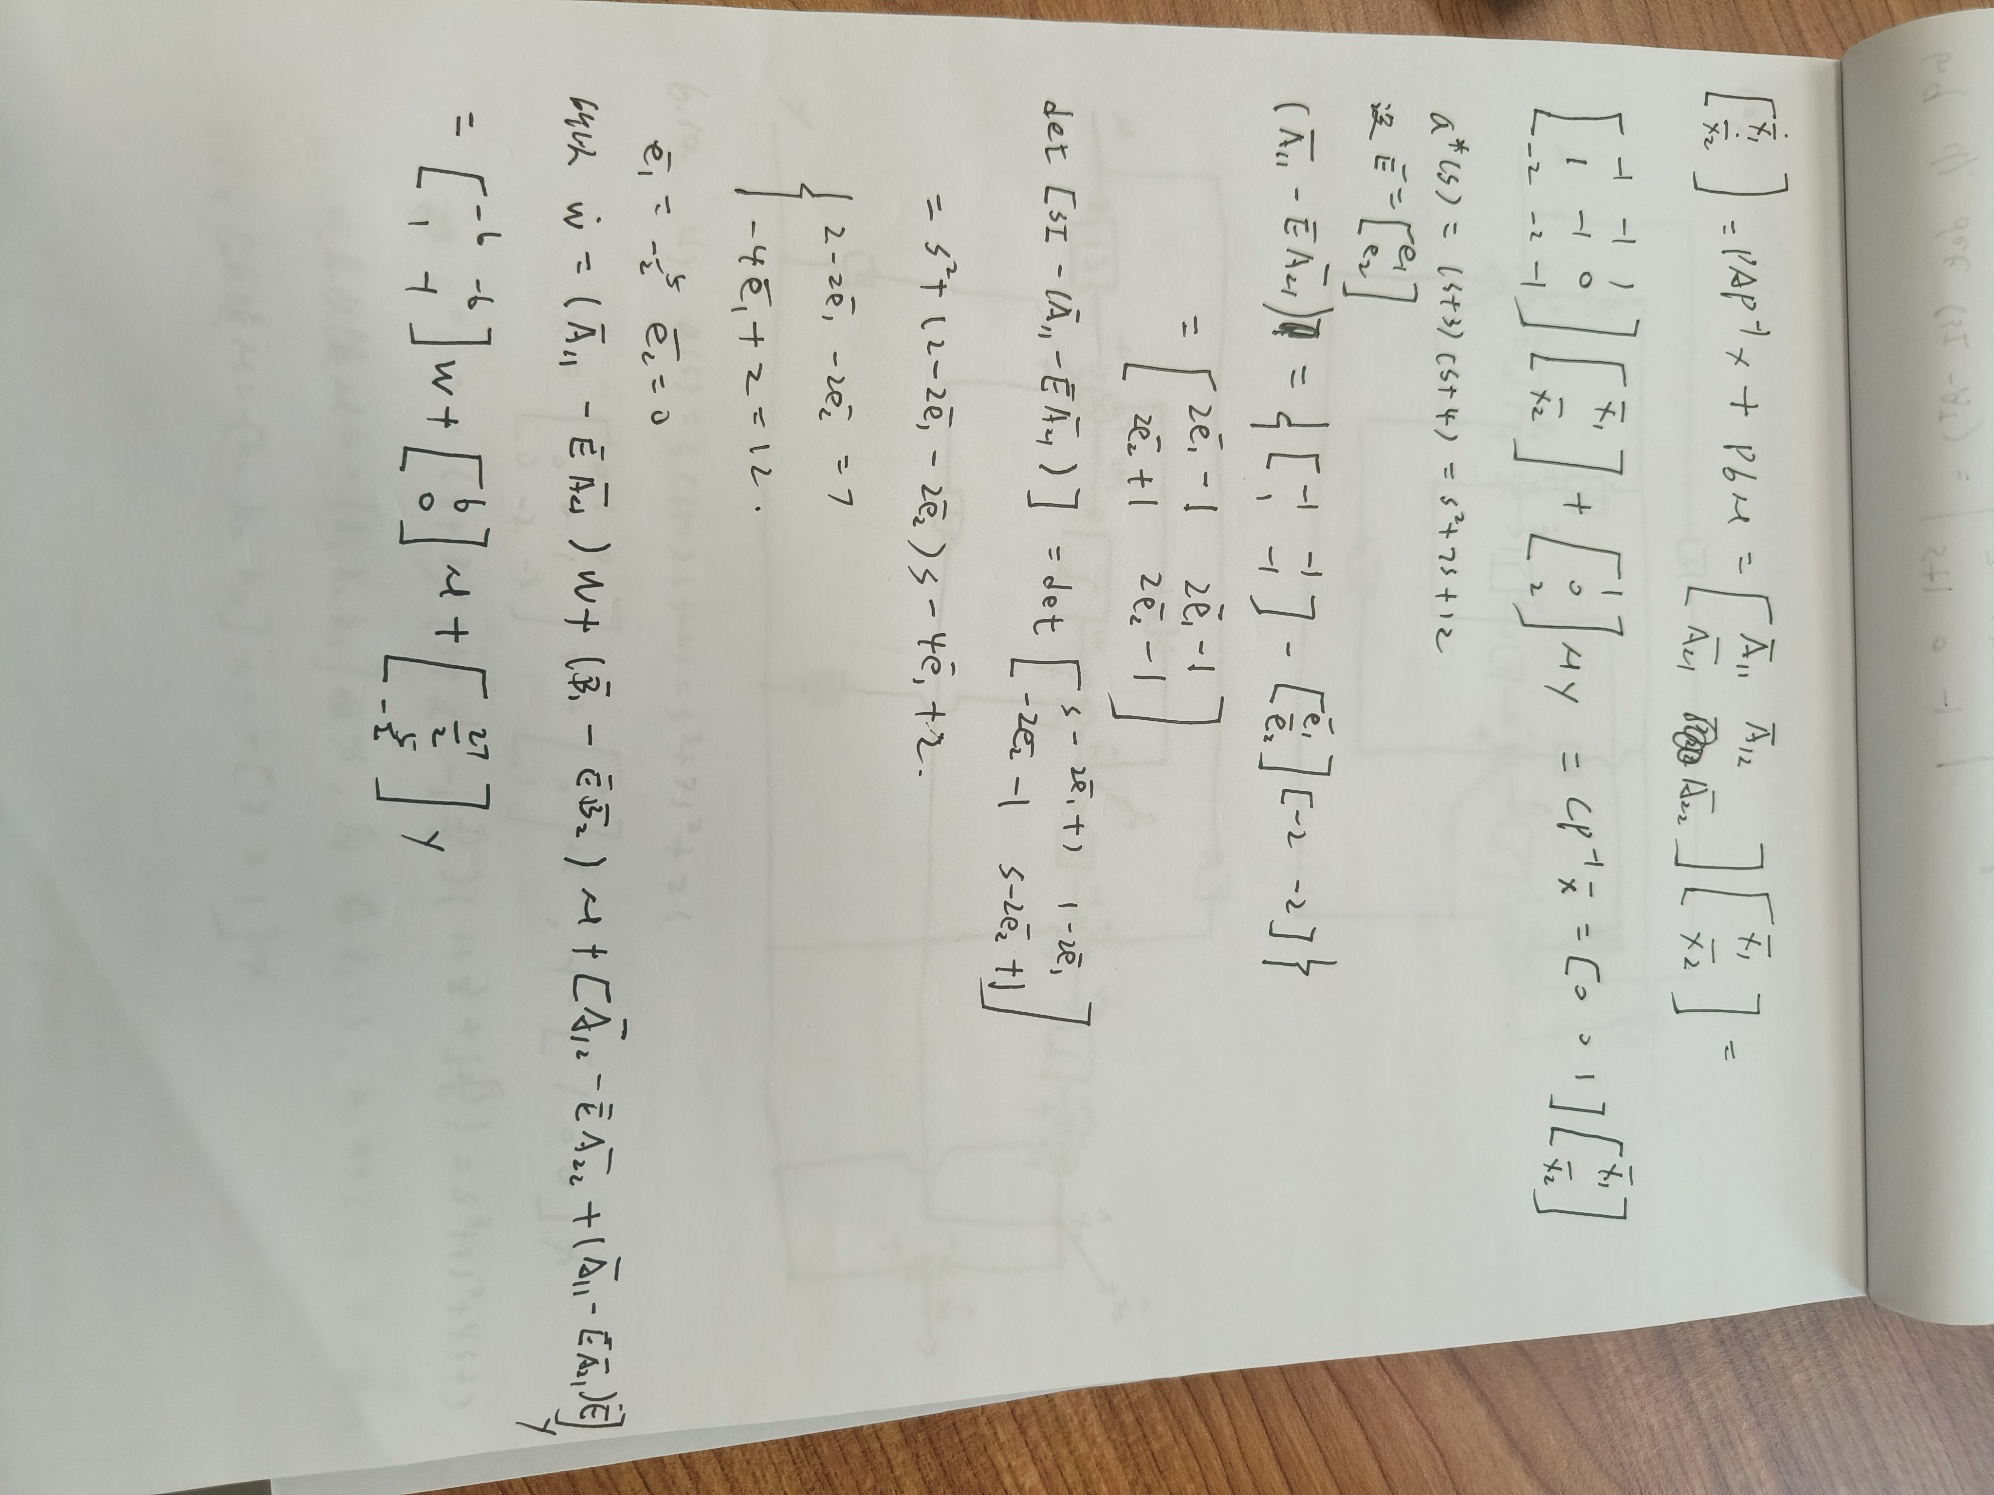 [ẋ̄₁ ẋ̄₂] = PAP⁻¹x + Pbu = [Ā₁₁ Ā₁₂ Ā₂₁ Ā₂₂] [x̄₁ x̄₂] =
[-1 -1 1 1 -1 0 -2 -2 -1] [x̄₁ x̄₂] + [-1 0 2] u y = CP⁻¹x̄ = [0 0 1] [x̄₁ x̄₂]
a*(s) = (s+3)(s+4) = s²+7s+12
设 Ē = [ē₁ e₂]
(Ā₁₁ - ĒĀ₂₁) = {[-1 -1 1 -1] - [ē₁ ē₂] [-2 -2]}
= [2ē₁-1 2ē₁-1 2ē₂+1 2ē₂-1]
det [sI - (Ā₁₁ - ĒĀ₂₁)] = det [s-2ē₁+1 1-2ē₁ -2ē₂-1 s-2ē₂+1]
= s²+(2-2ē₁-2ē₂)s-4ē₁+2.
{2-2ē₁-2ē₂ = 7
-4ē₁+2=12.
ē₁ = -5/2 ē₂ = 0
ẇ = (Ā₁₁ - ĒĀ₂₁)w + (B̄₁ - ĒB̄₂)u + [Ā₁₂ - ĒĀ₂₂ + (Ā₁₁ - ĒĀ₂₁)Ē]y
= [-6 -6 1 -1] w + [6 0] u + [27/2 -5/2] y